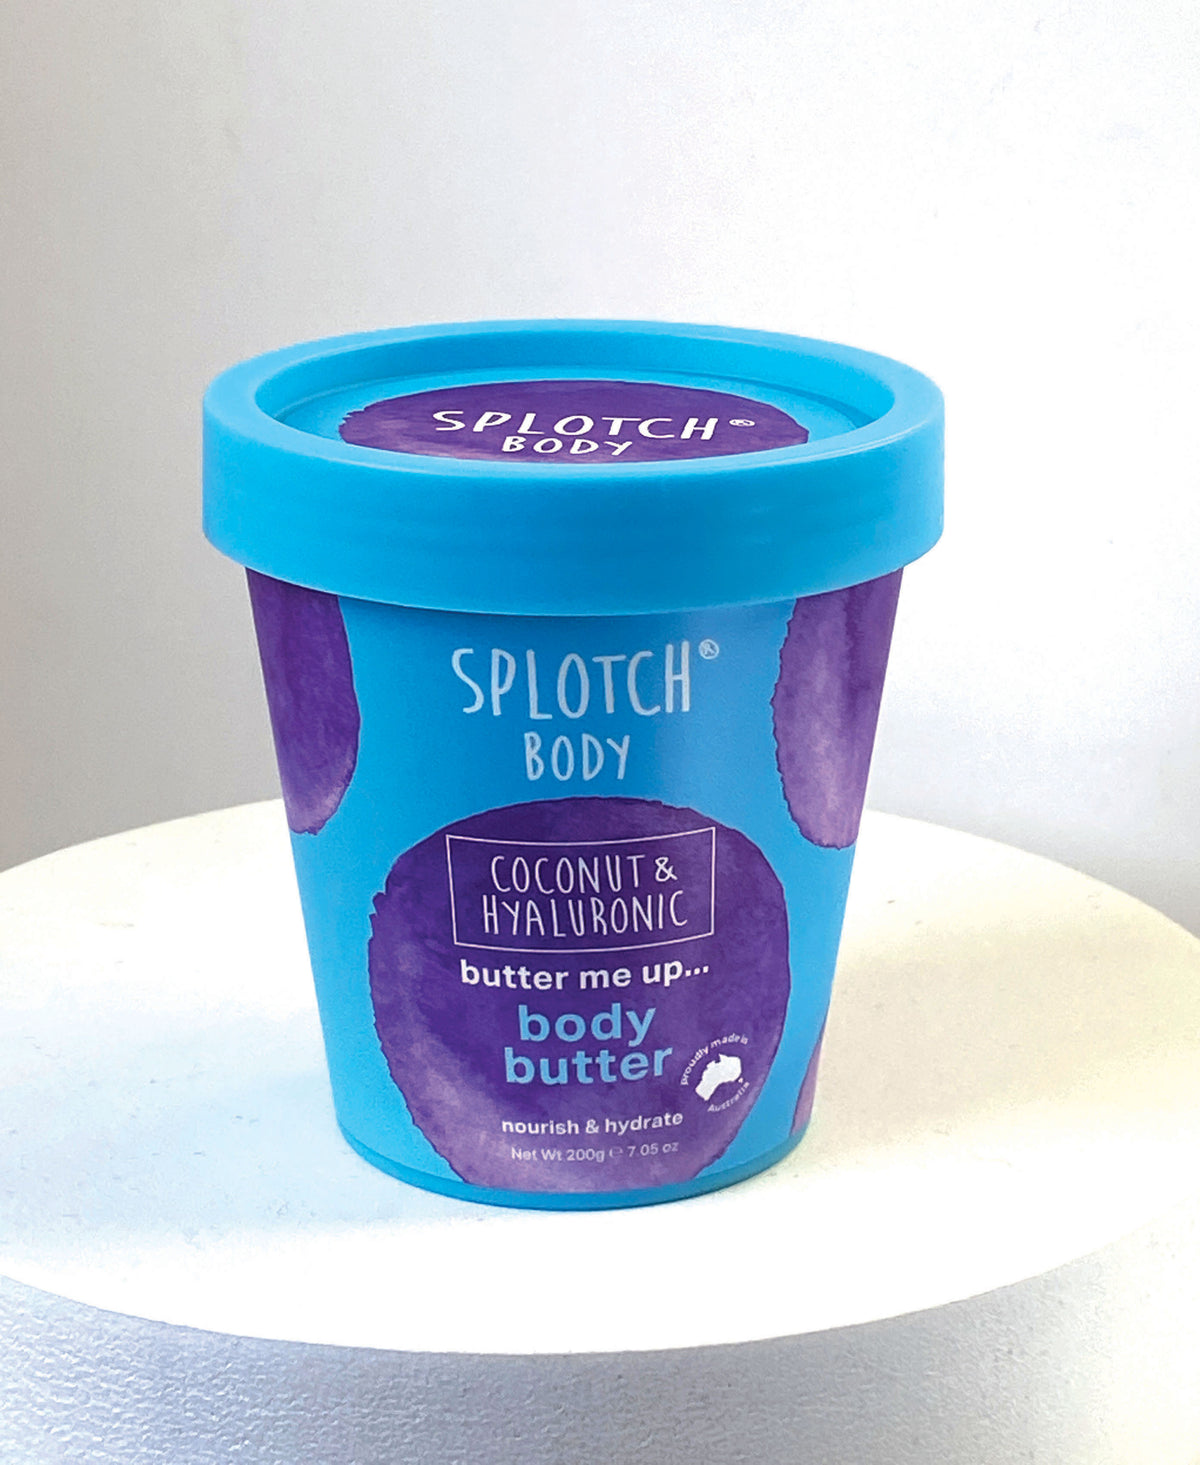 SPLOTCH®
BODY
SPLOTCH®
BODY
COCONUT &
HYALURONIC
butter me up...
body
butter
proudly made in
Australia
nourish & hydrate
Net Wt 200g ℮ 7.05 oz